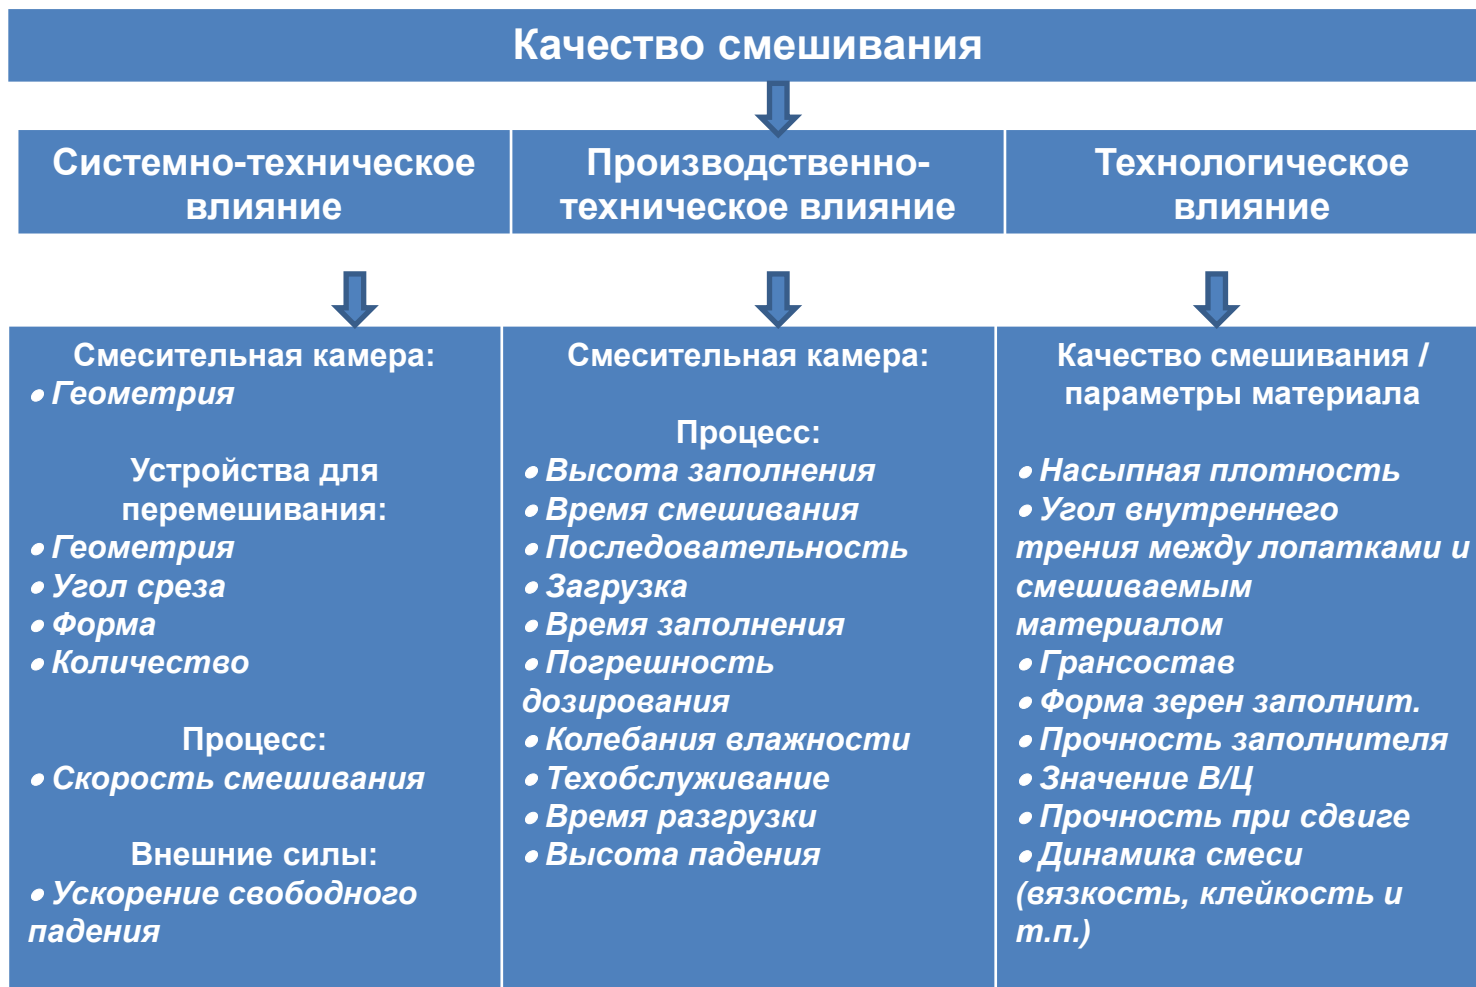 Качество смешивания
Системно-техническое
влияние
Производственно-
техническое влияние
Технологическое
влияние
Смесительная камера:
● Геометрия
Устройства для
перемешивания:
● Геометрия
● Угол среза
● Форма
● Количество
Процесс:
● Скорость смешивания
Внешние силы:
● Ускорение свободного
падения
Смесительная камера:
Процесс:
● Высота заполнения
● Время смешивания
● Последовательность
● Загрузка
● Время заполнения
● Погрешность
дозирования
● Колебания влажности
● Техобслуживание
● Время разгрузки
● Высота падения
Качество смешивания /
параметры материала
● Насыпная плотность
● Угол внутреннего
трения между лопатками и
смешиваемым
материалом
● Грансостав
● Форма зерен заполнит.
● Прочность заполнителя
● Значение В/Ц
● Прочность при сдвиге
● Динамика смеси
(вязкость, клейкость и
т.п.)